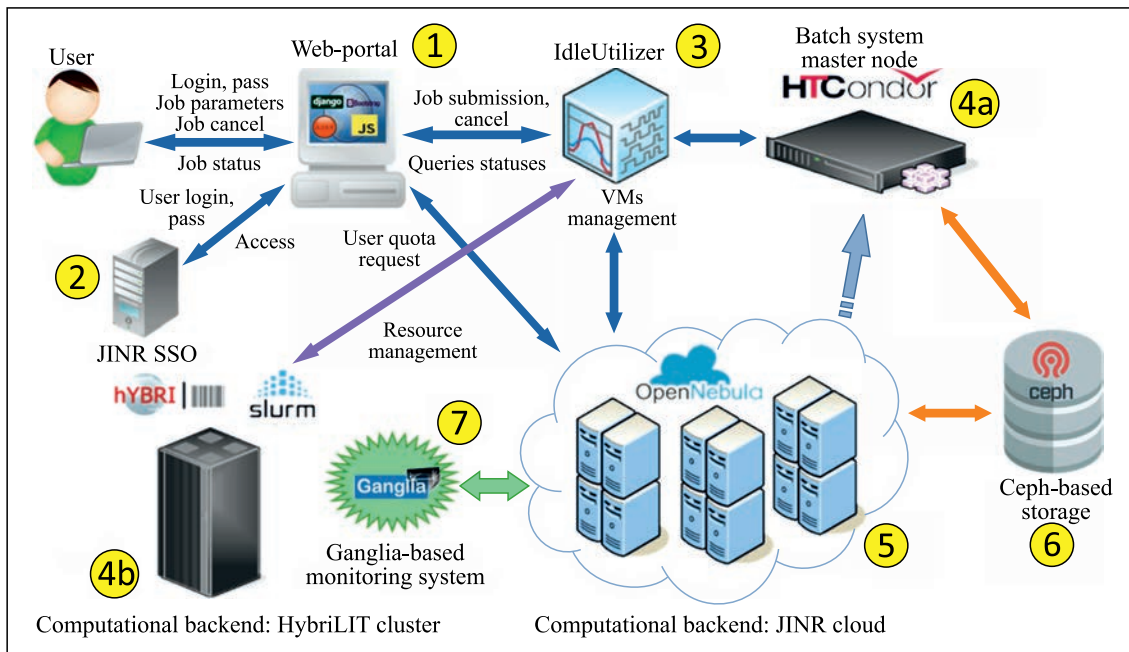 User
Web-portal
1
IdleUtilizer
3
Batch system
master node
HTCondor
4a
Login, pass
Job parameters
Job cancel
Job status
django
Bootstrap
JS
Job submission,
cancel
Queries statuses
User login,
pass
Access
2
JINR SSO
User quota
request
VMs
management
Resource
management
hYBRI
slurm
OpenNebula
ceph
7
Ganglia
Ganglia-based
monitoring system
4b
5
Ceph-based
storage
6
Computational backend: HybriLIT cluster
Computational backend: JINR cloud